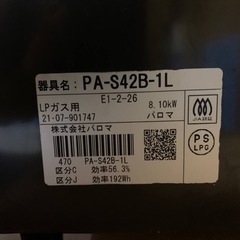 器具名: PA-S42B-1L
E1-2-26
LPガス用 8.10kW
21-07-901747 パロマ
株式会社パロマ
470 PA-S42B-1L
区分C 効率56.3%
区分J 効率192Wh
PS
LPG